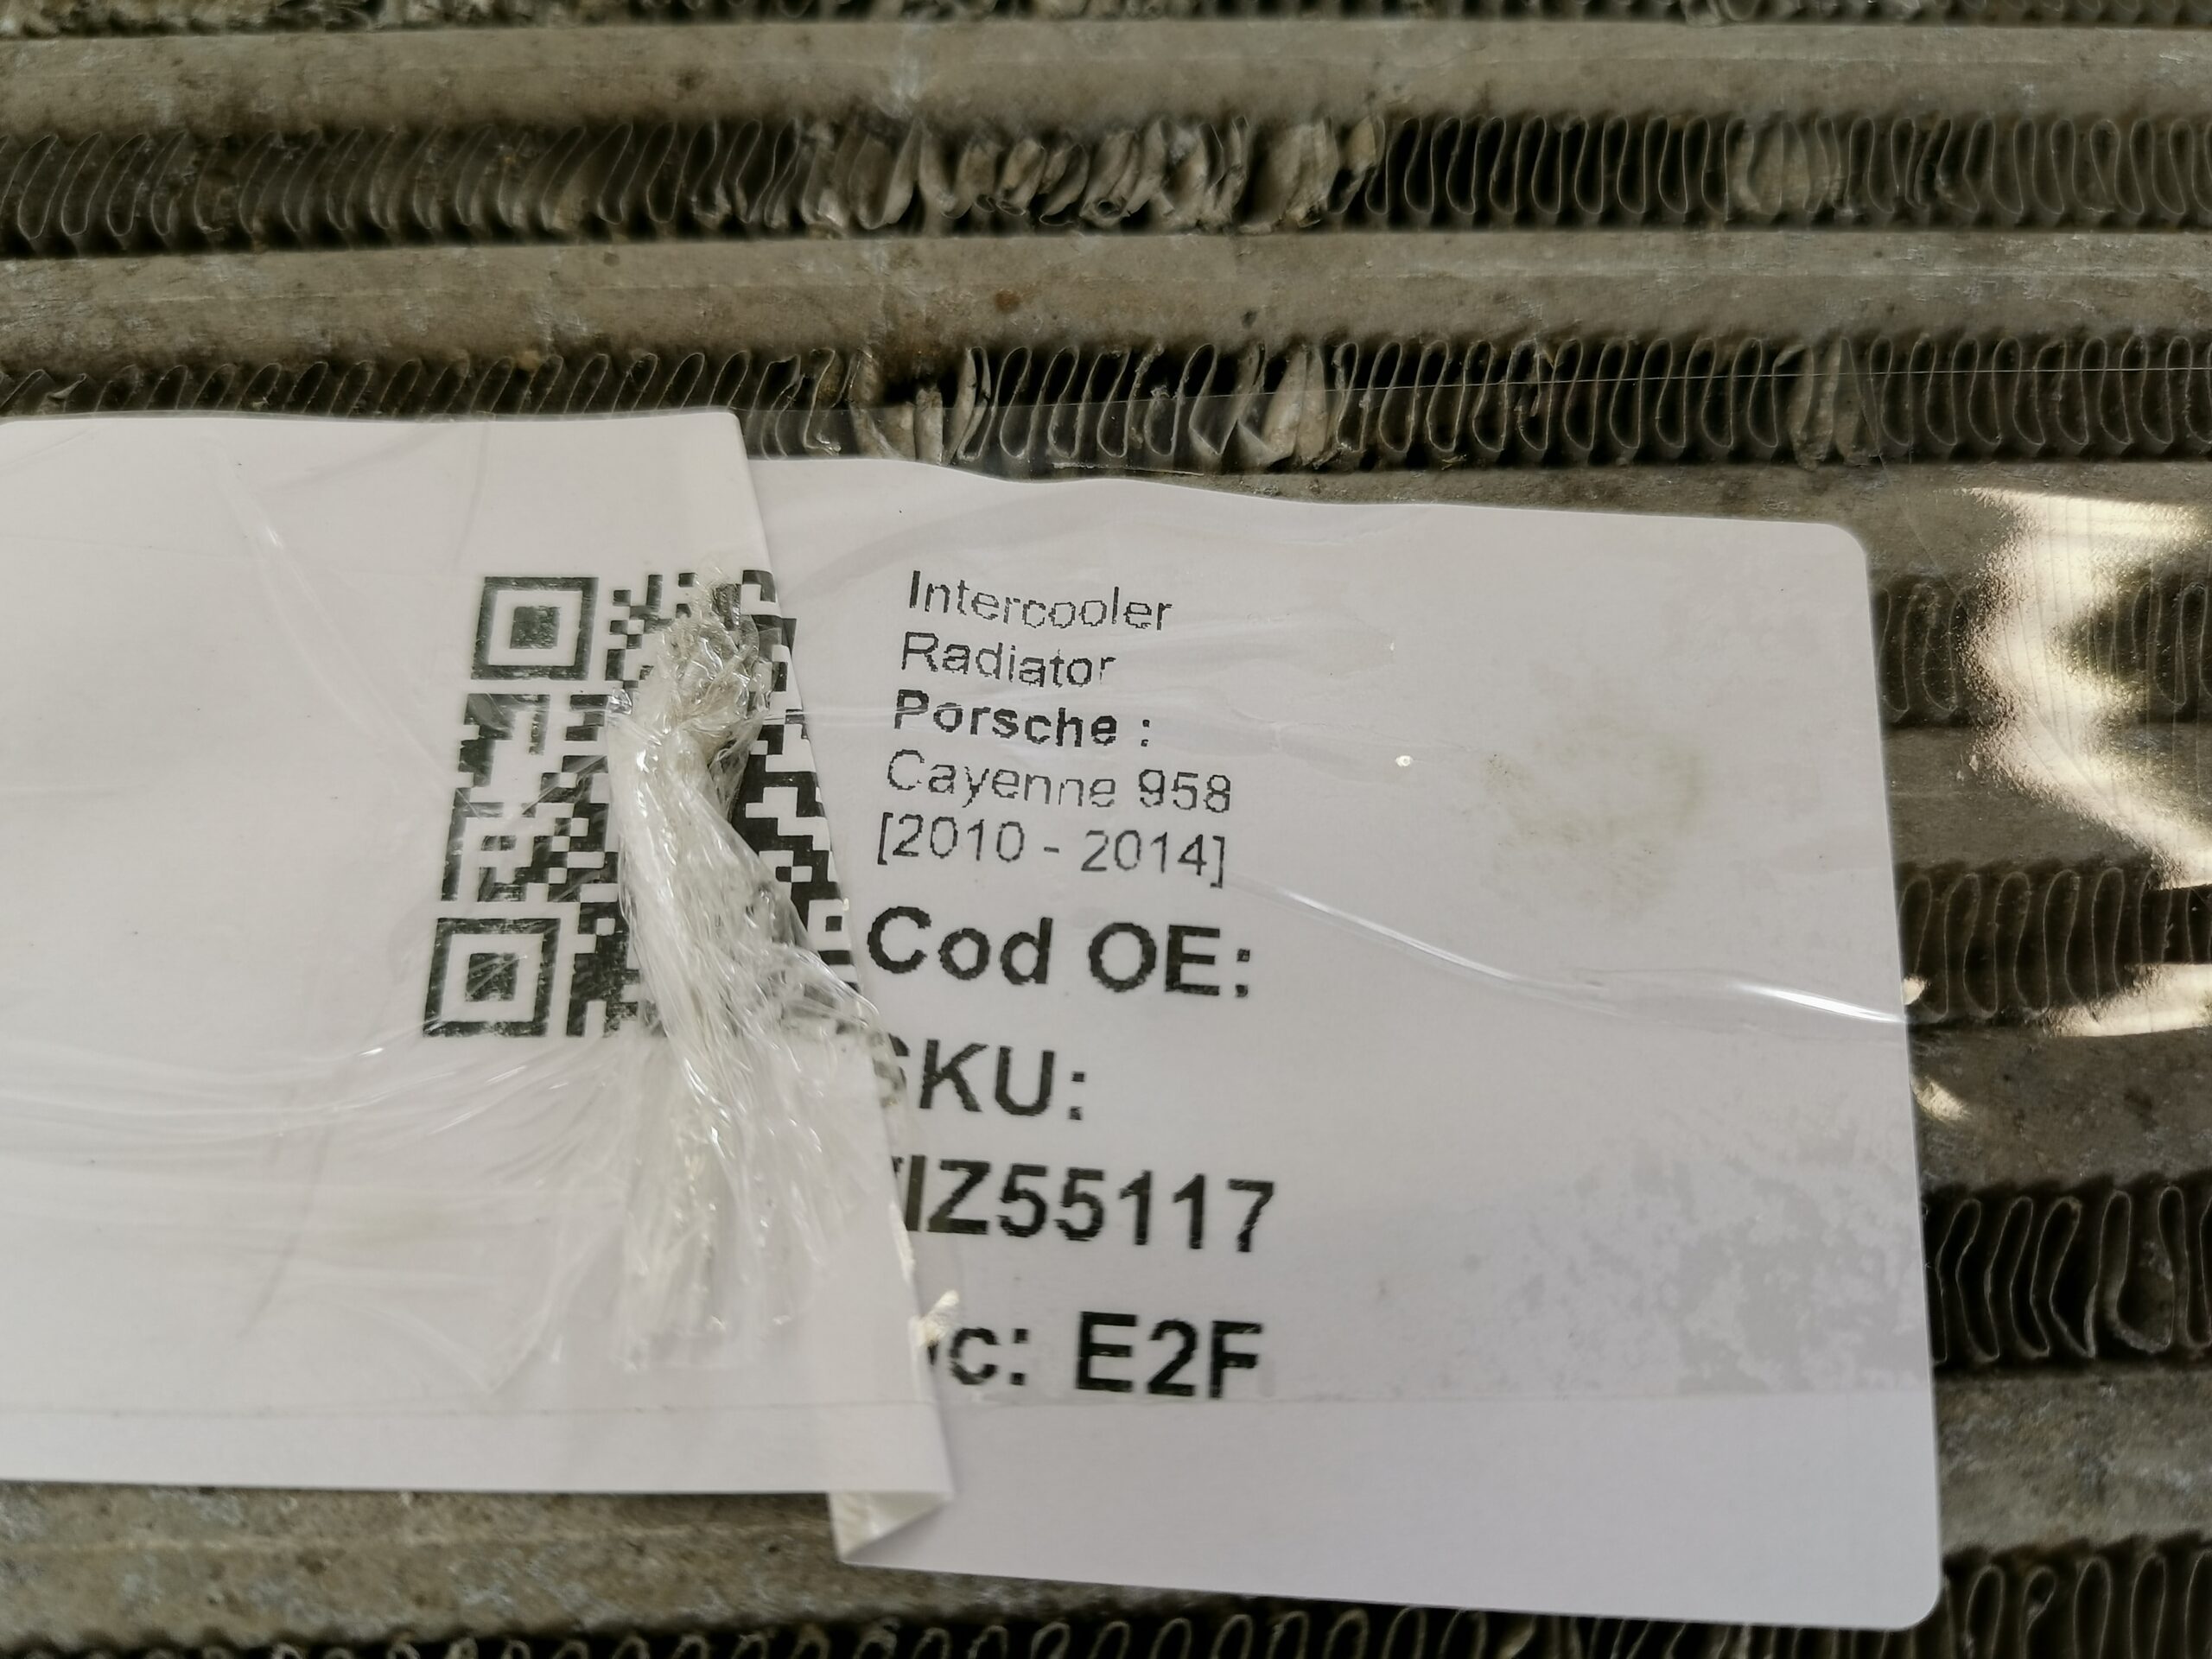 Intercooler
Radiator
Porsche :
Cayenne 958
[2010 - 2014]
Cod OE:
SKU:
IZ55117
c: E2F